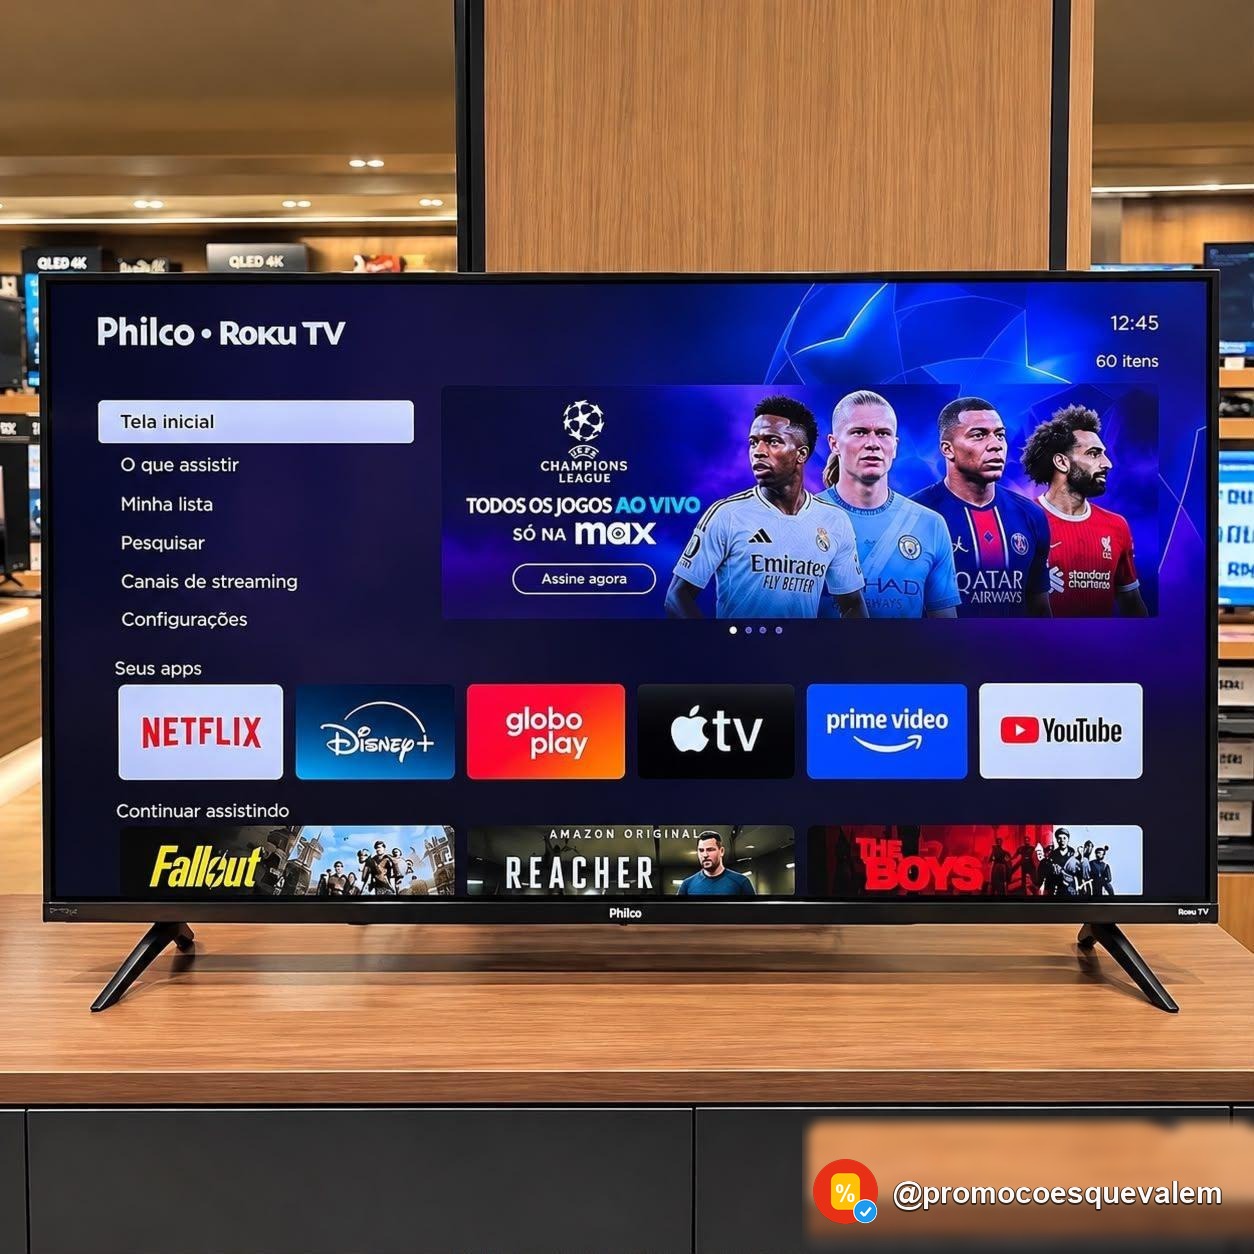 QLED 4K
QLED 4K
Philco • Roku TV
12:45
60 itens
Tela inicial
O que assistir
Minha lista
Pesquisar
Canais de streaming
Configurações
UEFA
CHAMPIONS
LEAGUE
TODOS OS JOGOS AO VIVO
SÓ NA max
Assine agora
Emirates
FLY BETTER
QATAR
AIRWAYS
standard
chartered
Seus apps
NETFLIX
Disney+
globo
play
tv
prime video
YouTube
Continuar assistindo
Fallout
AMAZON ORIGINAL
REACHER
THE
BOYS
Philco
Roku TV
%
@promocoesquevalem